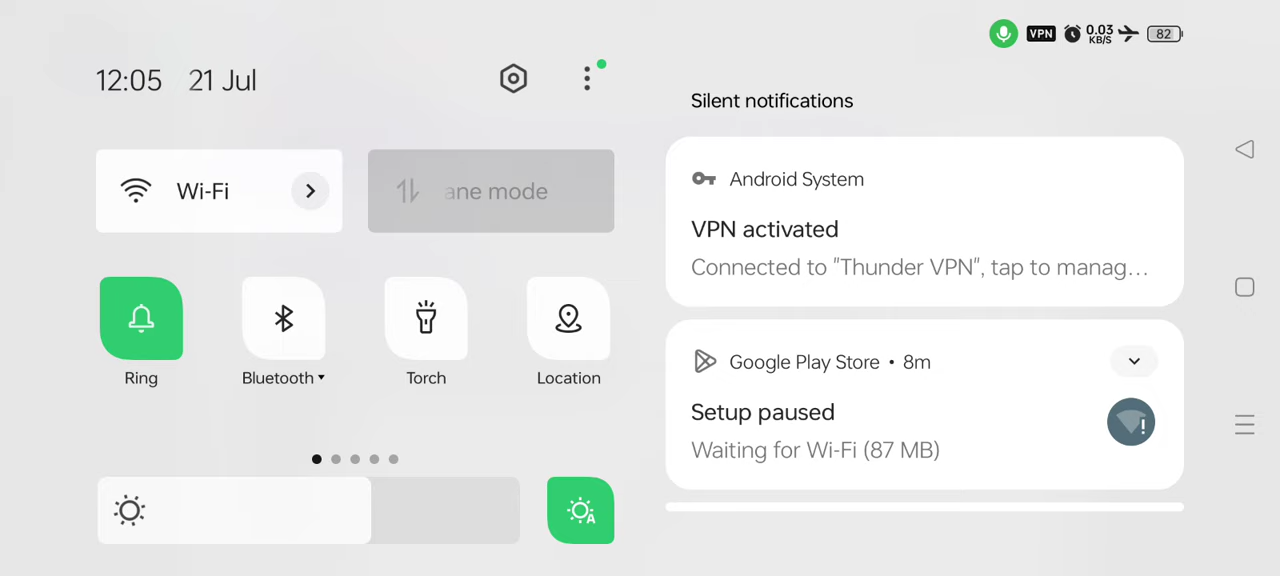 VPN 0.03 82
KB/S
12:05 21 Jul
Wi-Fi
ane mode
Ring
Bluetooth
Torch
Location
A
Silent notifications
Android System
VPN activated
Connected to "Thunder VPN", tap to manag...
Google Play Store • 8m
Setup paused
Waiting for Wi-Fi (87 MB)